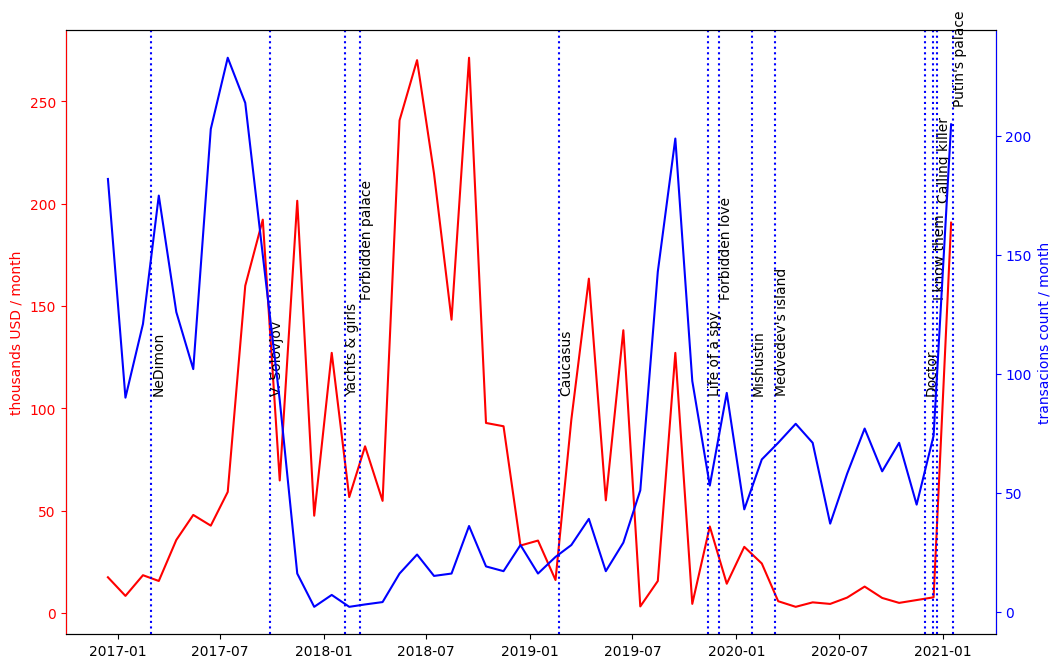 thousands USD / month
250
200
150
100
50
0
NeDimon
V. Solovjov
Yachts & girls
Forbidden palace
Caucasus
Life of a spy
Forbidden love
Mishustin
Medvedev's island
Doctor
I know them
Calling killer
Putin's palace
200
150
100
50
0
transacions count / month
2017-01
2017-07
2018-01
2018-07
2019-01
2019-07
2020-01
2020-07
2021-01